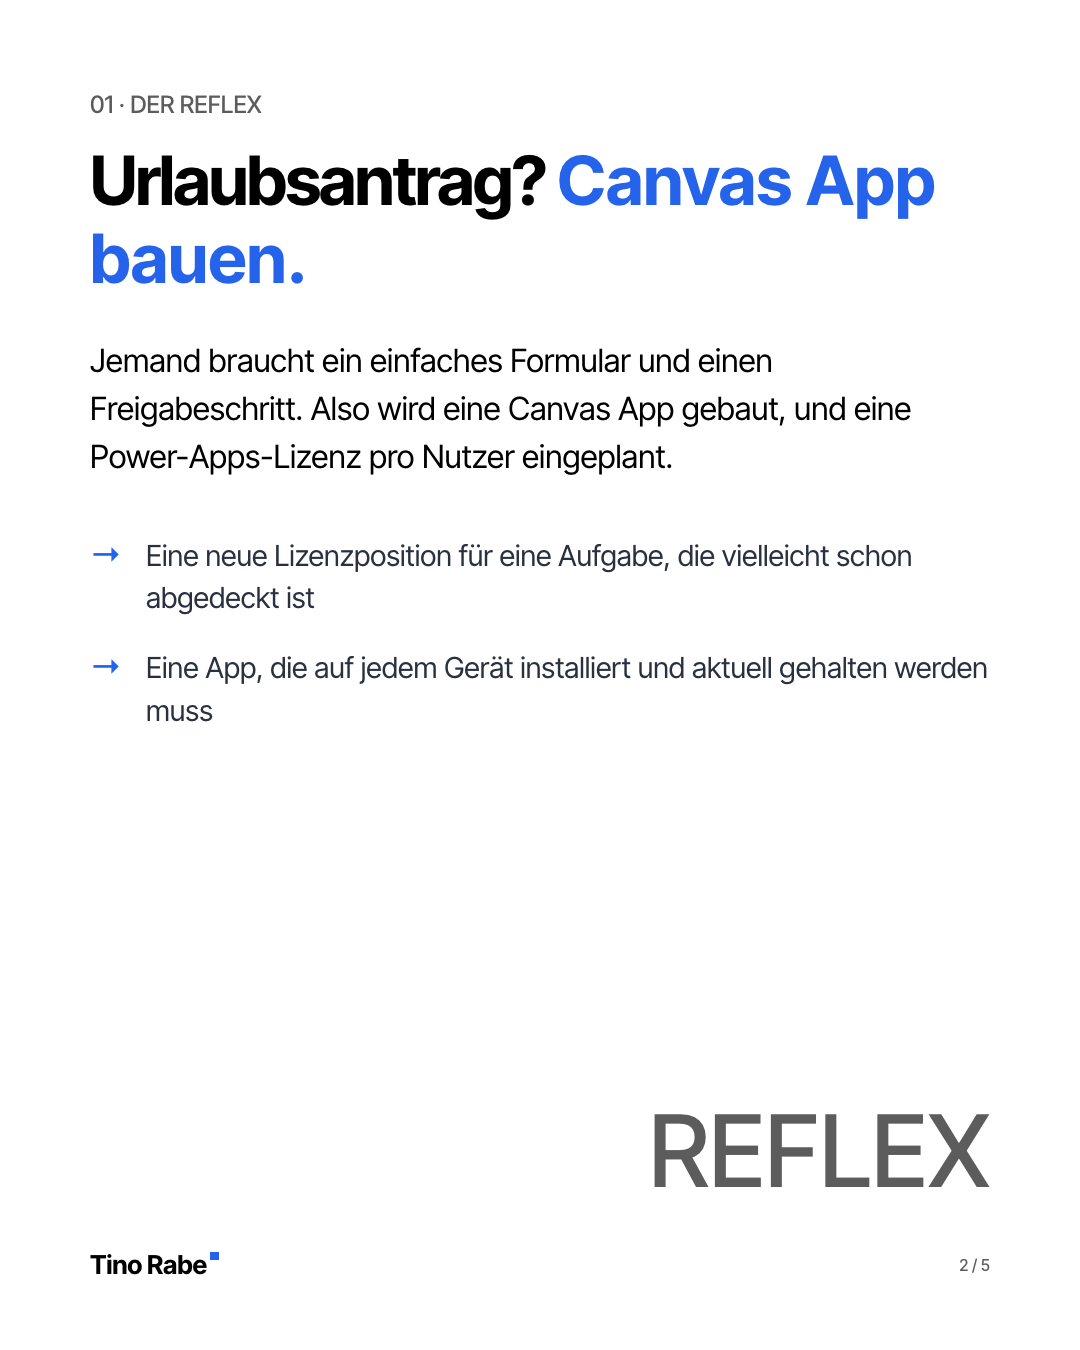 01 · DER REFLEX
Urlaubsantrag? Canvas App
bauen.
Jemand braucht ein einfaches Formular und einen
Freigabeschritt. Also wird eine Canvas App gebaut, und eine
Power-Apps-Lizenz pro Nutzer eingeplant.
→ Eine neue Lizenzposition für eine Aufgabe, die vielleicht schon
abgedeckt ist
→ Eine App, die auf jedem Gerät installiert und aktuell gehalten werden
muss
REFLEX
Tino Rabe
2 / 5